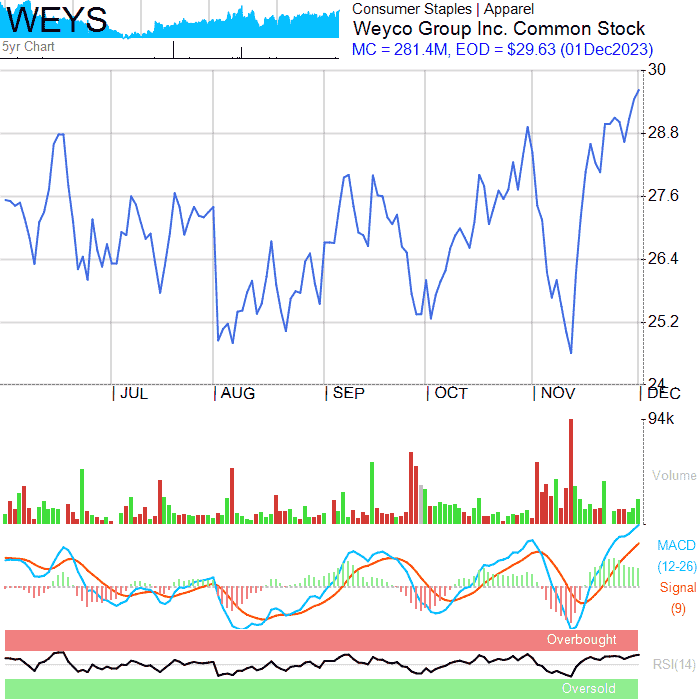 WEYS
5yr Chart
Consumer Staples | Apparel
Weyco Group Inc. Common Stock
MC = 281.4M, EOD = $29.63 (01Dec2023)
30
28.8
27.6
26.4
25.2
24
JUL
AUG
SEP
OCT
NOV
DEC
94k
Volume
MACD
(12-26)
Signal
(9)
Overbought
RSI(14)
Oversold